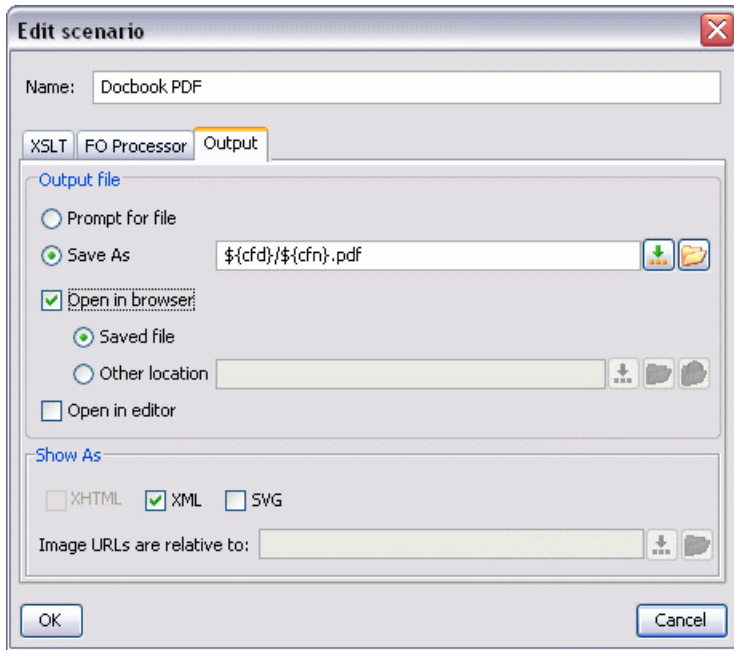 Edit scenario
Name: Docbook PDF
XSLT FO Processor Output
Output file
Prompt for file
Save As ${cfd}/${cfn}.pdf
Open in browser
Saved file
Other location
Open in editor
Show As
XHTML XML SVG
Image URLs are relative to:
OK Cancel